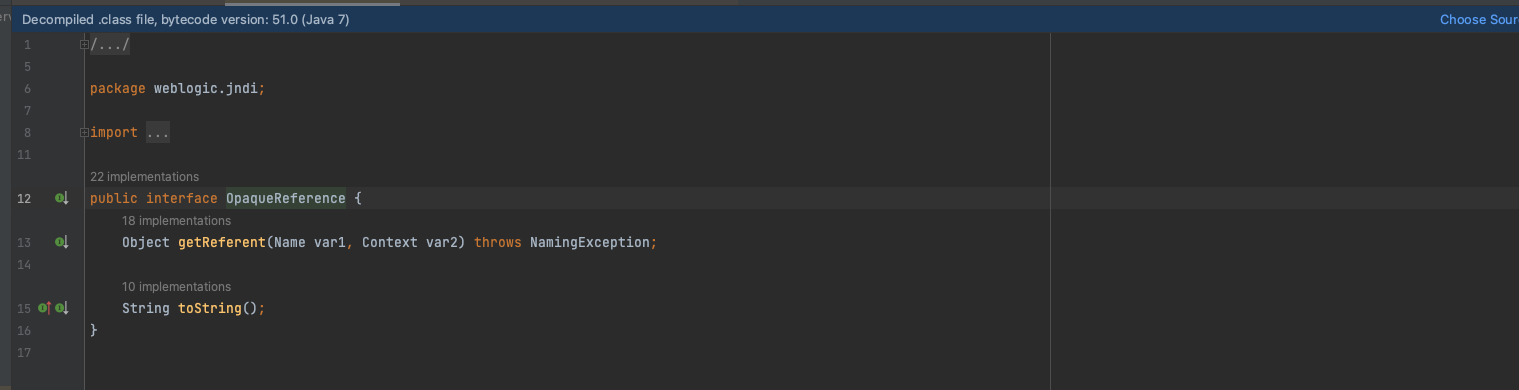 Decompiled .class file, bytecode version: 51.0 (Java 7) Choose Sour
1 /.../
5
6 package weblogic.jndi;
7
8 import ...
11
22 implementations
12 public interface OpaqueReference {
18 implementations
13 Object getReferent(Name var1, Context var2) throws NamingException;
14
10 implementations
15 String toString();
16 }
17